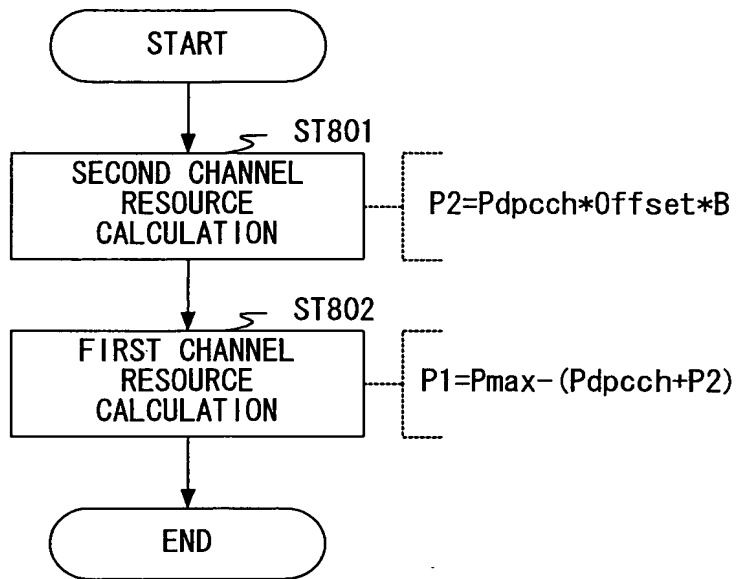 START
ST801
SECOND CHANNEL
RESOURCE
CALCULATION
P2=Pdpcch*Offset*B
ST802
FIRST CHANNEL
RESOURCE
CALCULATION
P1=Pmax-(Pdpcch+P2)
END